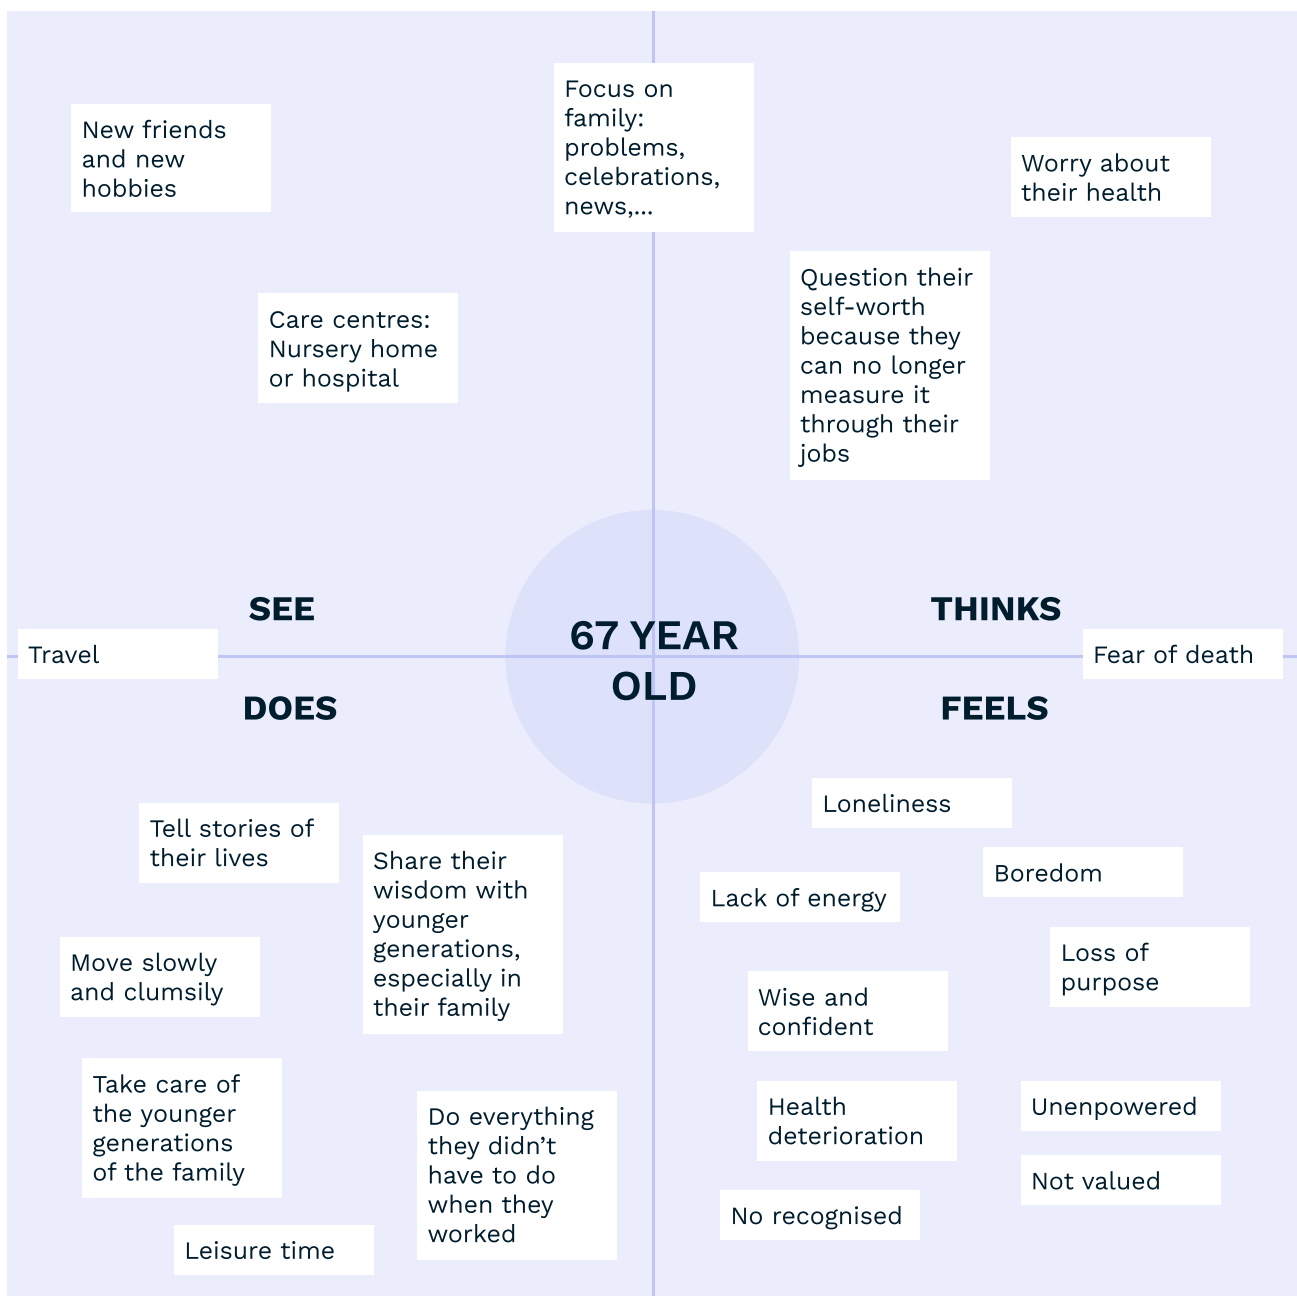 New friends
and new
hobbies
Care centres:
Nursery home
or hospital
Focus on
family:
problems,
celebrations,
news,...
Worry about
their health
Question their
self-worth
because they
can no longer
measure it
through their
jobs
SEE
THINKS
Travel
67 YEAR
OLD
Fear of death
DOES
FEELS
Tell stories of
their lives
Share their
wisdom with
younger
generations,
especially in
their family
Move slowly
and clumsily
Take care of
the younger
generations
of the family
Do everything
they didn’t
have to do
when they
worked
Leisure time
Loneliness
Boredom
Lack of energy
Loss of
purpose
Wise and
confident
Health
deterioration
Unenpowered
Not valued
No recognised